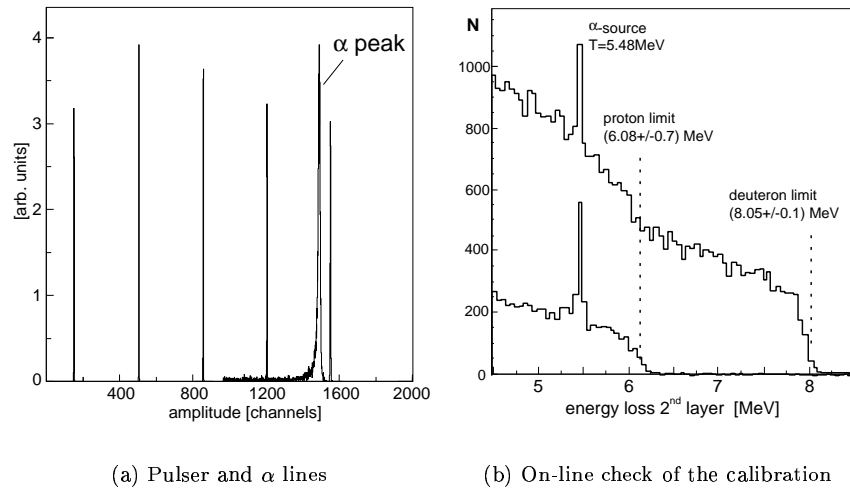 4
3
2
1
0
[arb. units]
α peak
400
800
1200
1600
2000
amplitude [channels]
(a) Pulser and α lines
N
1000
800
600
400
200
0
α-source
T=5.48MeV
proton limit
(6.08+/-0.7) MeV
deuteron limit
(8.05+/-0.1) MeV
5
6
7
8
energy loss 2nd layer [MeV]
(b) On-line check of the calibration